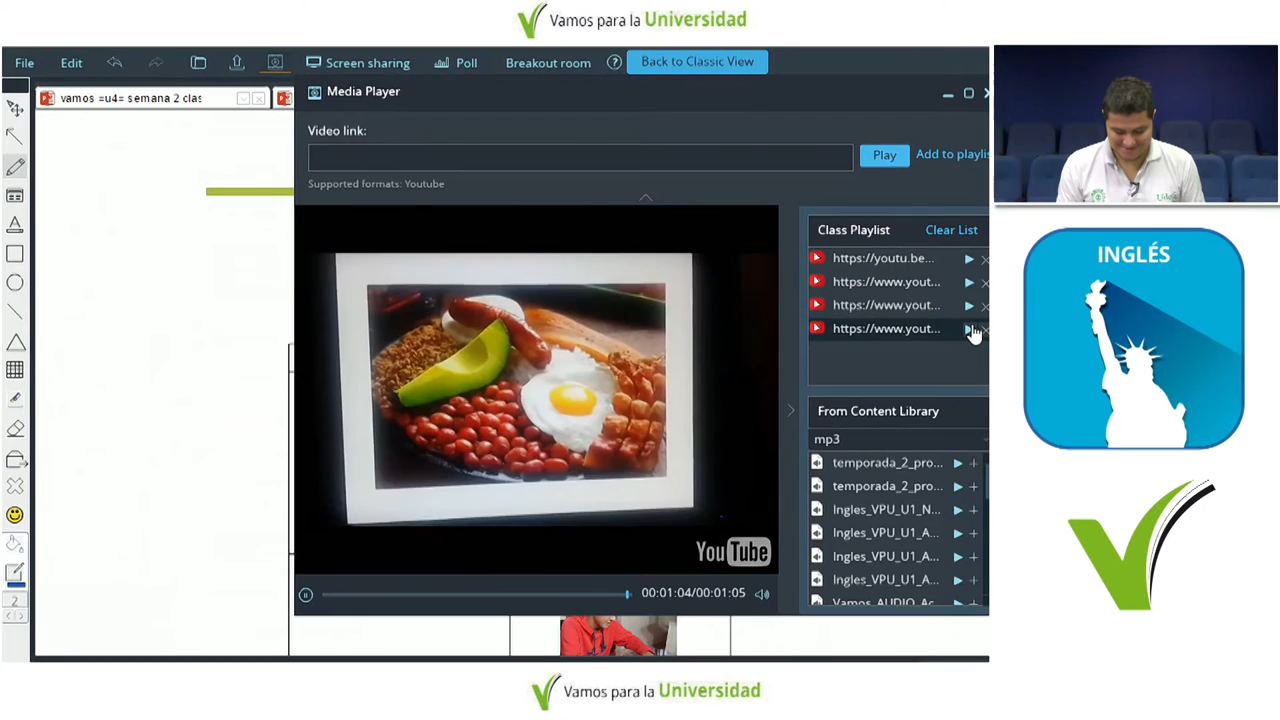 Vamos para la Universidad
File Edit Screen sharing Poll Breakout room ? Back to Classic View
vamos =u4= semana 2 clas
Media Player
Video link:
Play Add to playlis
Supported formats: Youtube
Class Playlist Clear List
https://youtu.be...
https://www.yout...
https://www.yout...
https://www.yout...
From Content Library
mp3
temporada_2_pro...
temporada_2_pro...
Ingles_VPU_U1_N...
Ingles_VPU_U1_A...
Ingles_VPU_U1_A...
Ingles_VPU_U1_A...
Vamos_AUDIO_Ac...
YouTube
00:01:04/00:01:05
2
INGLÉS
Vamos para la Universidad